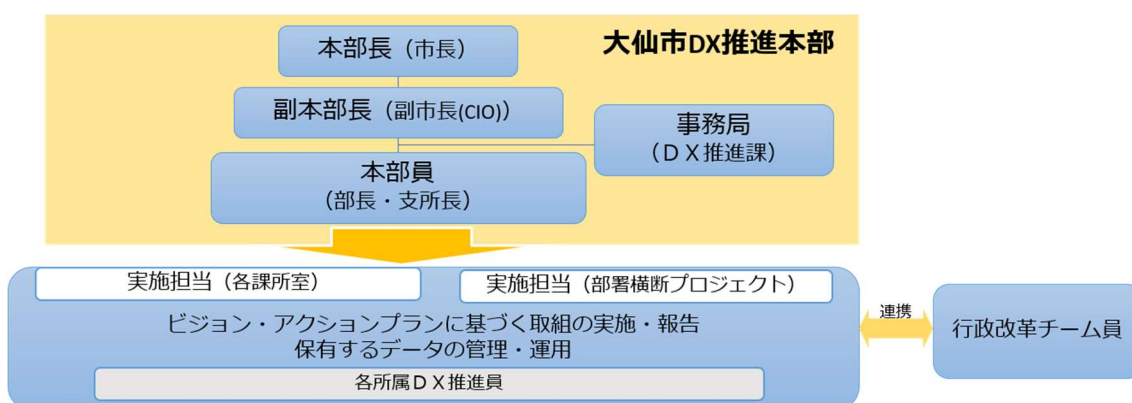 大仙市DX推進本部
本部長（市長）
副本部長（副市長(CIO)）
事務局
（ＤＸ推進課）
本部員
（部長・支所長）
実施担当（各課所室）
実施担当（部署横断プロジェクト）
ビジョン・アクションプランに基づく取組の実施・報告
保有するデータの管理・運用
各所属ＤＸ推進員
連携
行政改革チーム員